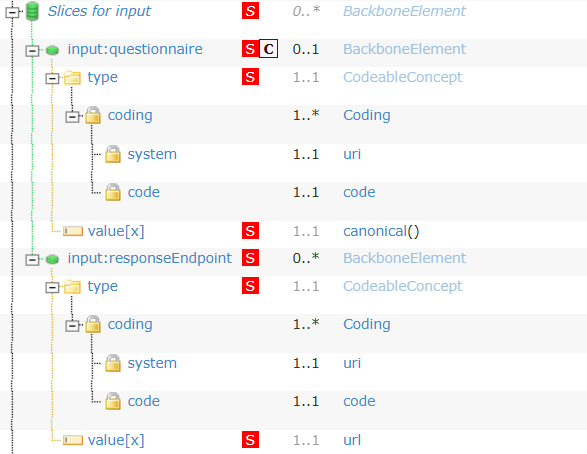 Slices for input S 0..* BackboneElement
input:questionnaire S C 0..1 BackboneElement
type S 1..1 CodeableConcept
coding 1..* Coding
system 1..1 uri
code 1..1 code
value[x] S 1..1 canonical()
input:responseEndpoint S 0..* BackboneElement
type S 1..1 CodeableConcept
coding 1..* Coding
system 1..1 uri
code 1..1 code
value[x] S 1..1 url